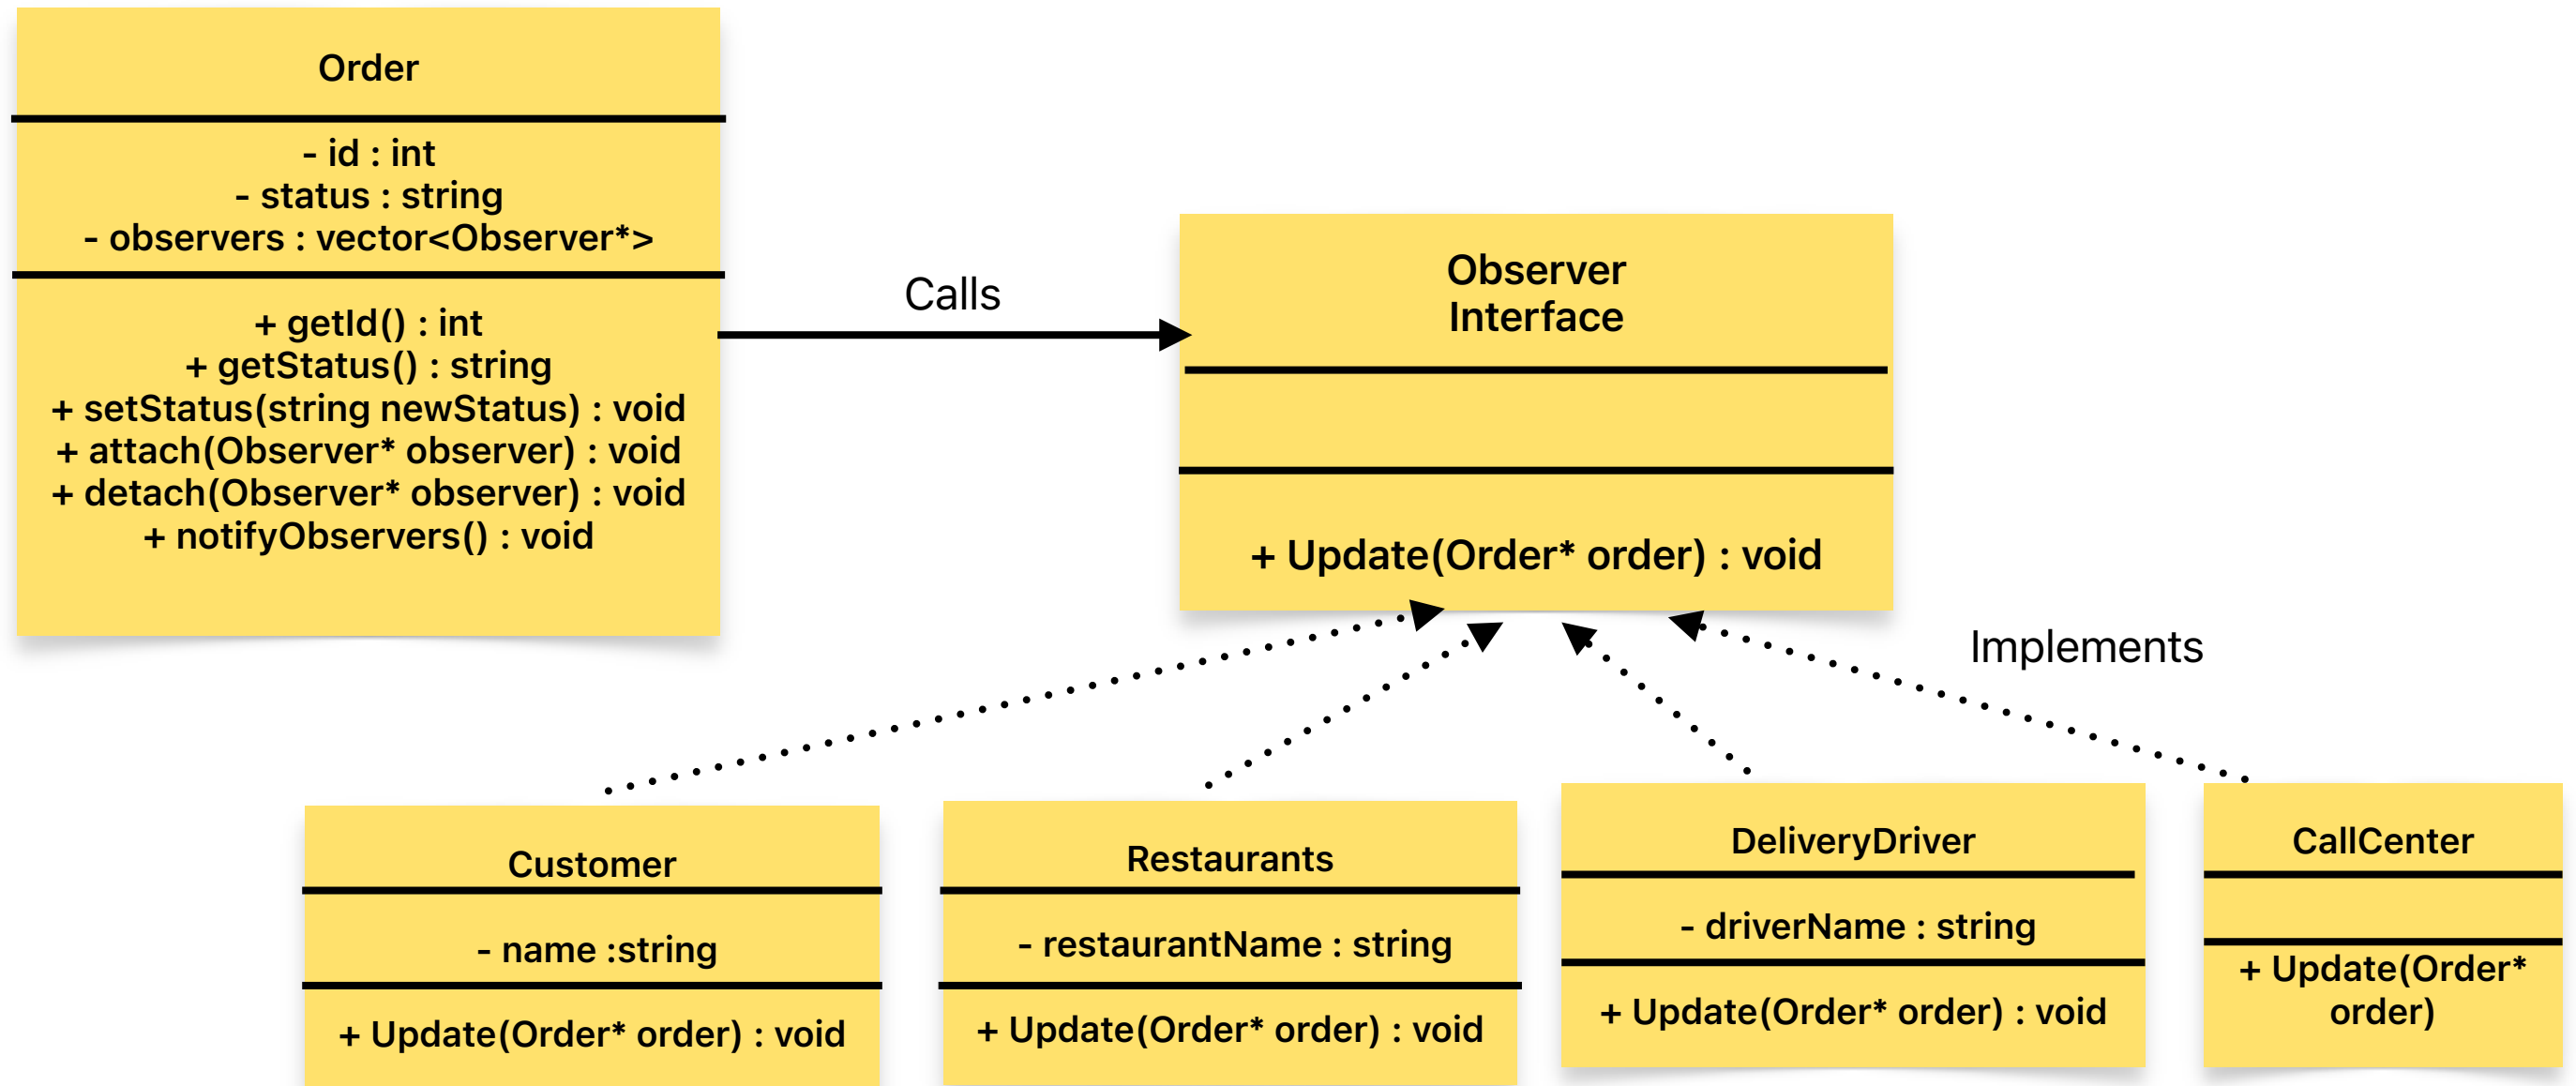 Order
- id : int
- status : string
- observers : vector<Observer*>
+ getId() : int
+ getStatus() : string
+ setStatus(string newStatus) : void
+ attach(Observer* observer) : void
+ detach(Observer* observer) : void
+ notifyObservers() : void
Calls
Observer
Interface
+ Update(Order* order) : void
Implements
Customer
- name :string
+ Update(Order* order) : void
Restaurants
- restaurantName : string
+ Update(Order* order) : void
DeliveryDriver
- driverName : string
+ Update(Order* order) : void
CallCenter
+ Update(Order*
order)